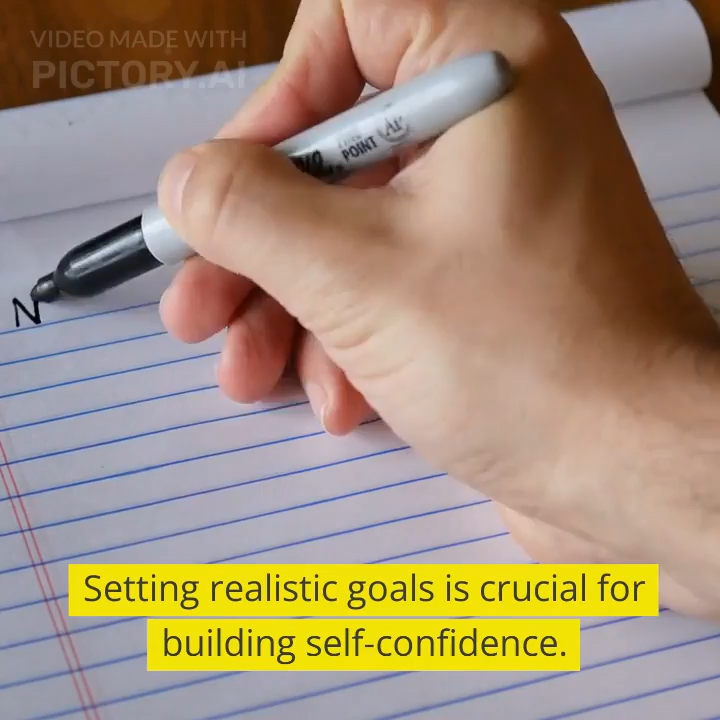 VIDEO MADE WITH
PICTORY.AI
POINT
N
Setting realistic goals is crucial for
building self-confidence.